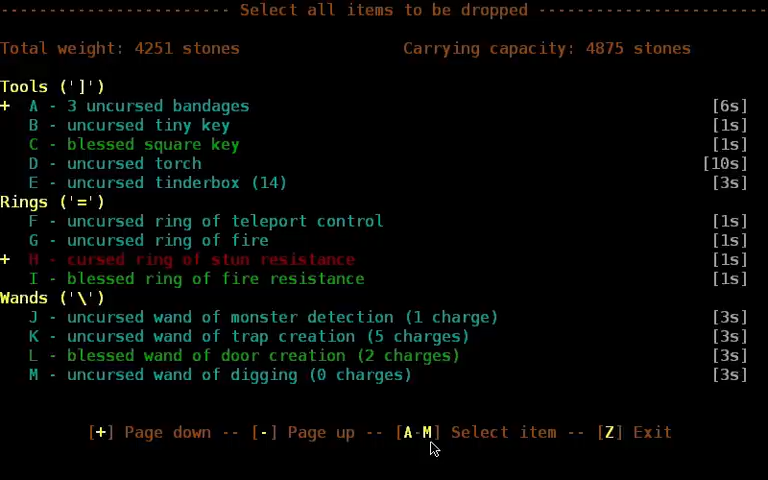 ----------------------- Select all items to be dropped -----------------------
Total weight: 4251 stones Carrying capacity: 4875 stones
Tools (']')
+ A - 3 uncursed bandages [6s]
B - uncursed tiny key [1s]
C - blessed square key [1s]
D - uncursed torch [10s]
E - uncursed tinderbox (14) [3s]
Rings ('=')
F - uncursed ring of teleport control [1s]
G - uncursed ring of fire [1s]
+ H - cursed ring of stun resistance [1s]
I - blessed ring of fire resistance [1s]
Wands ('\')
J - uncursed wand of monster detection (1 charge) [3s]
K - uncursed wand of trap creation (5 charges) [3s]
L - blessed wand of door creation (2 charges) [3s]
M - uncursed wand of digging (0 charges) [3s]
[+] Page down -- [-] Page up -- [A-M] Select item -- [Z] Exit